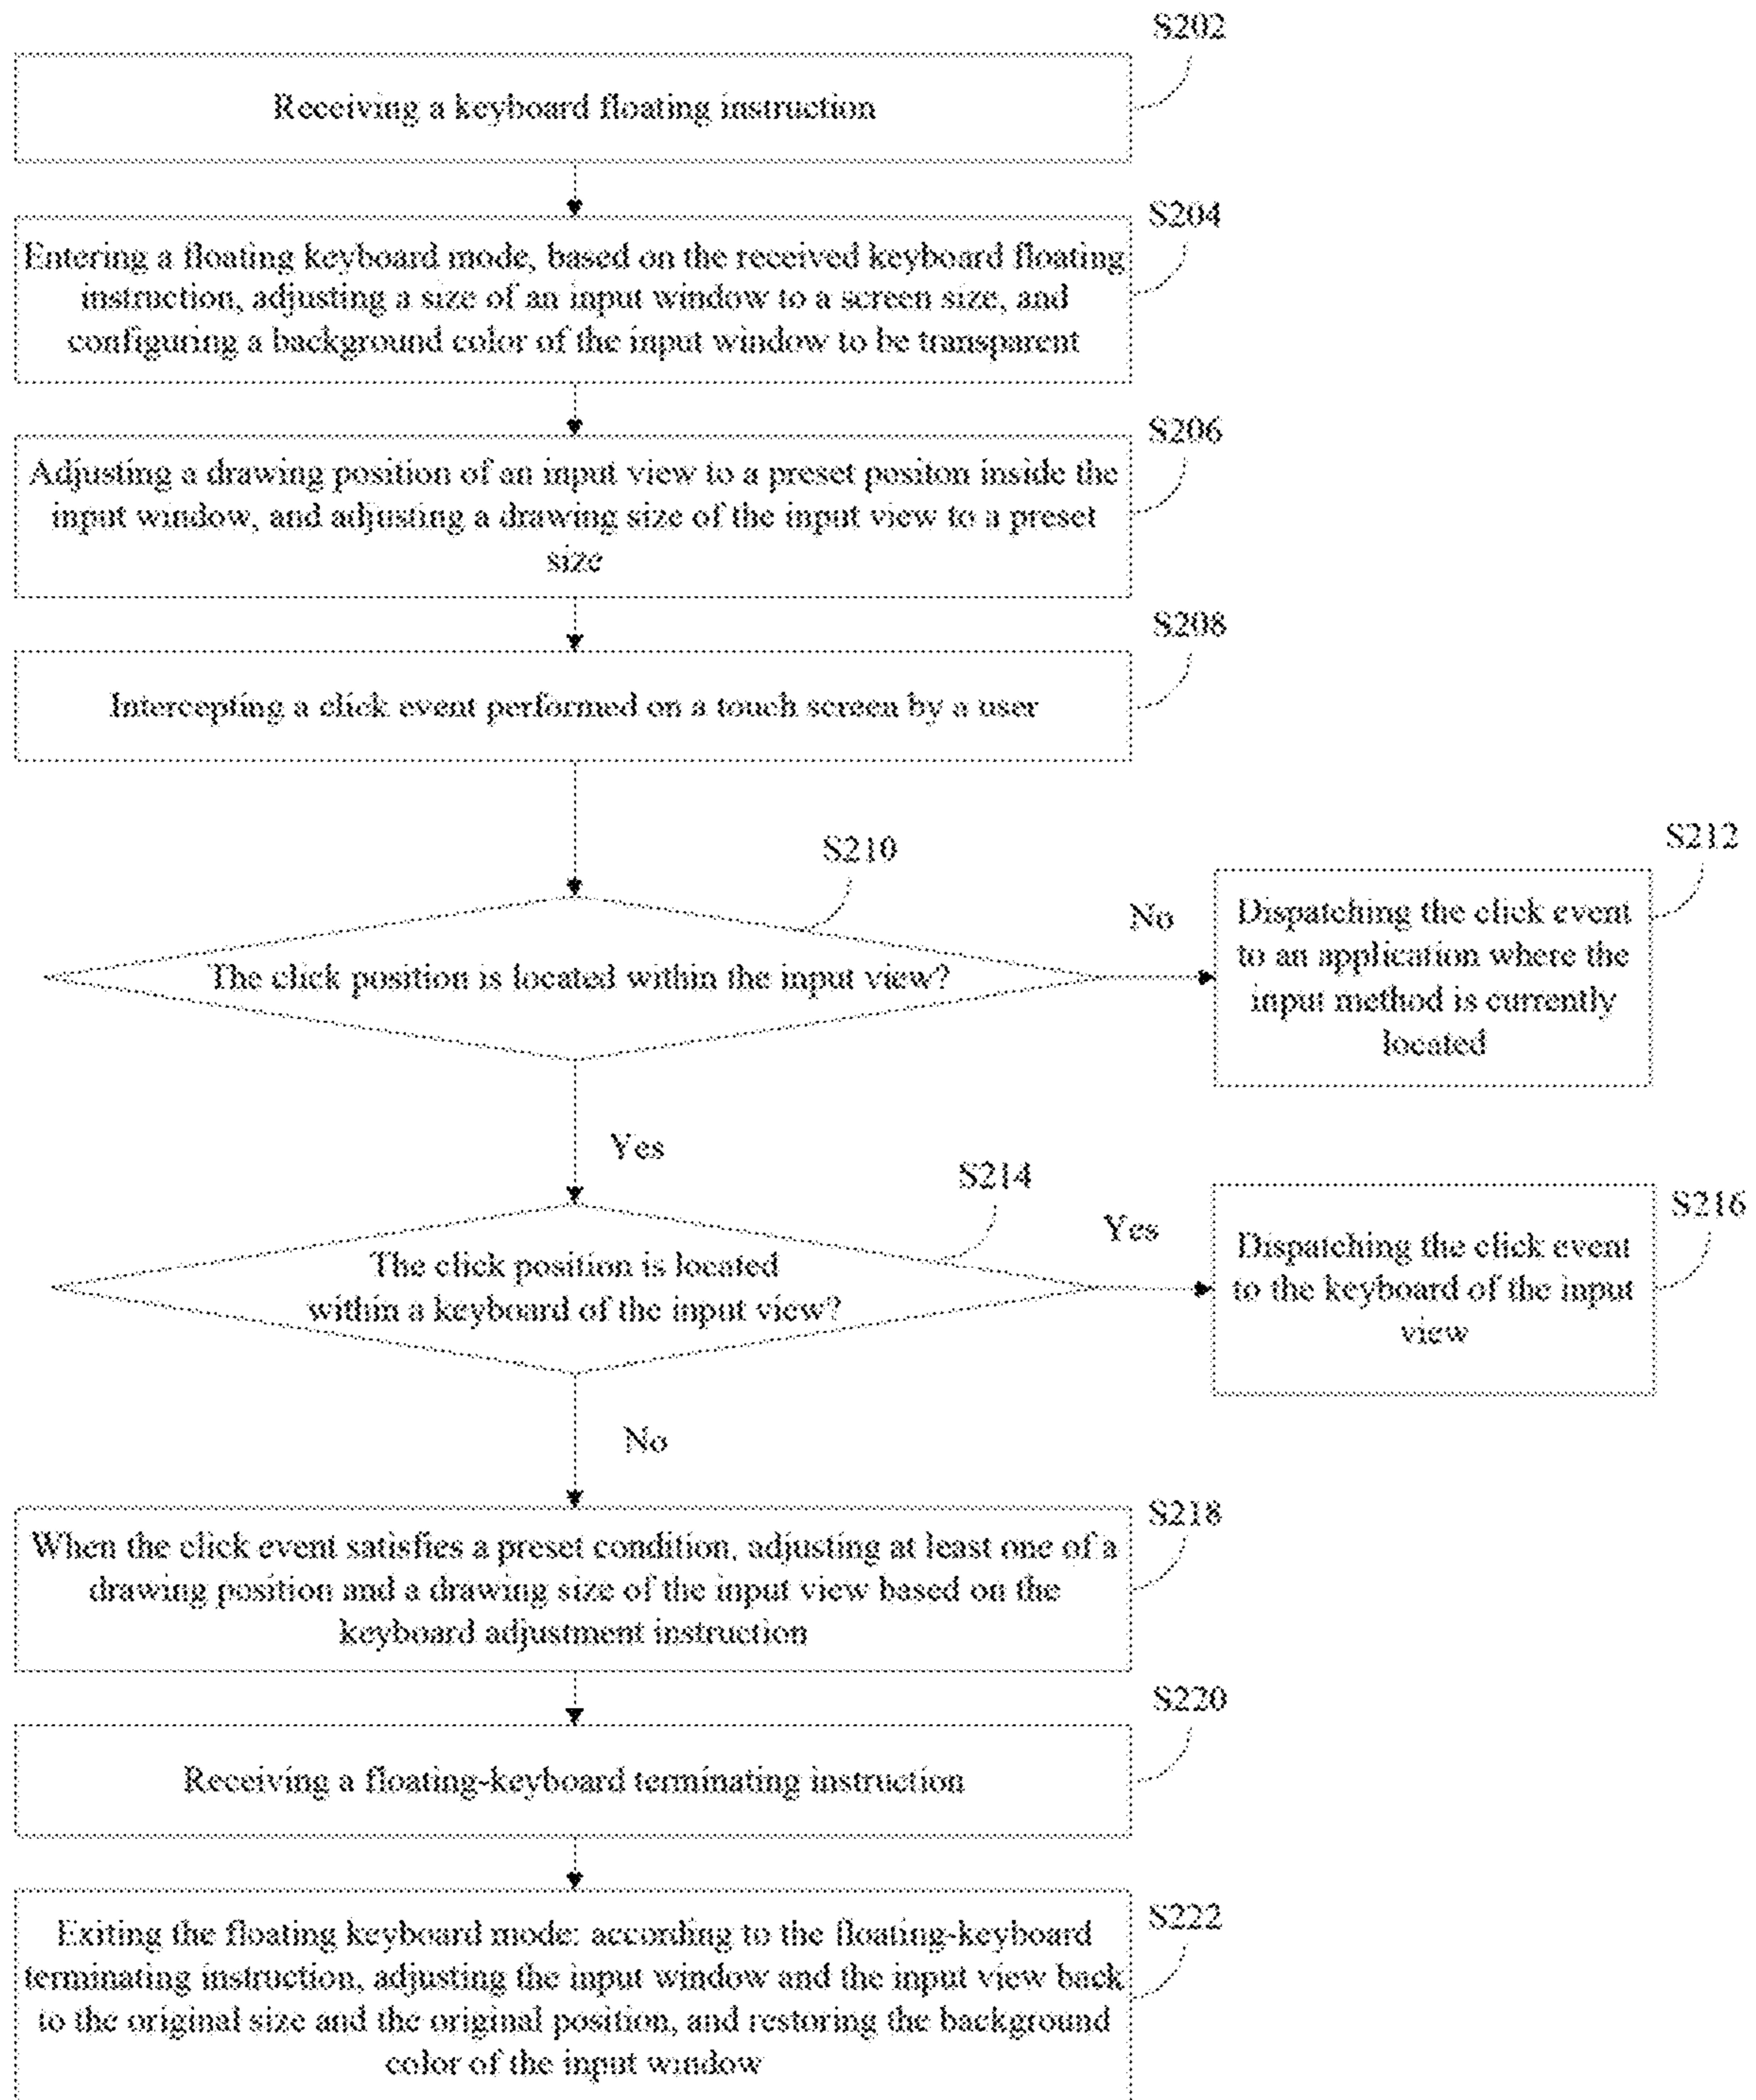 S202
Receiving a keyboard floating instruction
S204
Entering a floating keyboard mode, based on the received keyboard floating
instruction, adjusting a size of an input window to a screen size, and
configuring a background color of the input window to be transparent
S206
Adjusting a drawing position of an input view to a preset positon inside the
input window, and adjusting a drawing size of the input view to a preset
size
S208
Intercepting a click event performed on a touch screen by a user
S210
The click position is located within the input view?
No
S212
Dispatching the click event
to an application where the
input method is currently
located
Yes
S214
The click position is located
within a keyboard of the input view?
Yes
S216
Dispatching the click event
to the keyboard of the input
view
No
S218
When the click event satisfies a preset condition, adjusting at least one of a
drawing position and a drawing size of the input view based on the
keyboard adjustment instruction
S220
Receiving a floating-keyboard terminating instruction
S222
Exiting the floating keyboard mode: according to the floating-keyboard
terminating instruction, adjusting the input window and the input view back
to the original size and the original position, and restoring the background
color of the input window